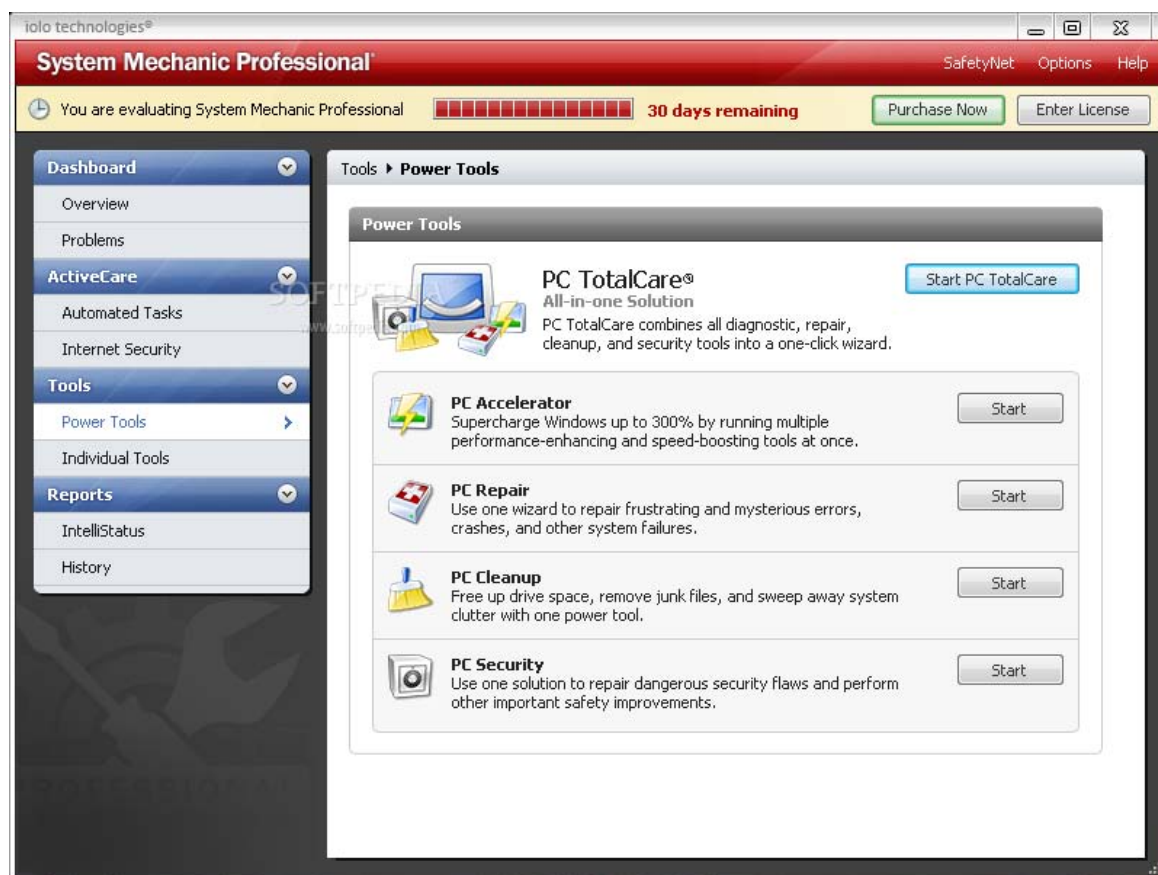 iolo technologies®
System Mechanic Professional
SafetyNet Options Help
You are evaluating System Mechanic Professional
30 days remaining
Purchase Now
Enter License
Dashboard
Overview
Problems
ActiveCare
Automated Tasks
Internet Security
Tools
Power Tools
Individual Tools
Reports
IntelliStatus
History
Tools Power Tools
Power Tools
SOFTPEDIA
www.softpedia.com
PC TotalCare®
All-in-one Solution
PC TotalCare combines all diagnostic, repair,
cleanup, and security tools into a one-click wizard.
Start PC TotalCare
PC Accelerator
Supercharge Windows up to 300% by running multiple
performance-enhancing and speed-boosting tools at once.
Start
PC Repair
Use one wizard to repair frustrating and mysterious errors,
crashes, and other system failures.
Start
PC Cleanup
Free up drive space, remove junk files, and sweep away system
clutter with one power tool.
Start
PC Security
Use one solution to repair dangerous security flaws and perform
other important safety improvements.
Start
PROFESSIONAL